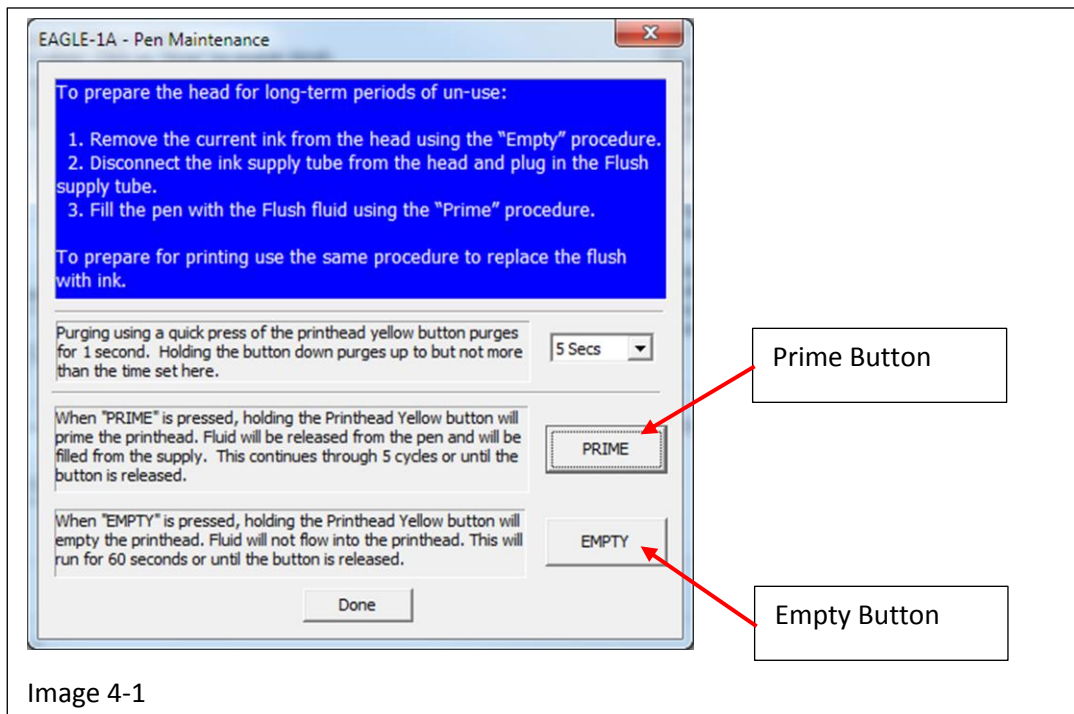 EAGLE-1A - Pen Maintenance
To prepare the head for long-term periods of un-use:
1. Remove the current ink from the head using the "Empty" procedure.
2. Disconnect the ink supply tube from the head and plug in the Flush
supply tube.
3. Fill the pen with the Flush fluid using the "Prime" procedure.
To prepare for printing use the same procedure to replace the flush
with ink.
Purging using a quick press of the printhead yellow button purges
for 1 second. Holding the button down purges up to but not more
than the time set here.
5 Secs
When "PRIME" is pressed, holding the Printhead Yellow button will
prime the printhead. Fluid will be released from the pen and will be
filled from the supply. This continues through 5 cycles or until the
button is released.
PRIME
Prime Button
When "EMPTY" is pressed, holding the Printhead Yellow button will
empty the printhead. Fluid will not flow into the printhead. This will
run for 60 seconds or until the button is released.
EMPTY
Empty Button
Done
Image 4-1